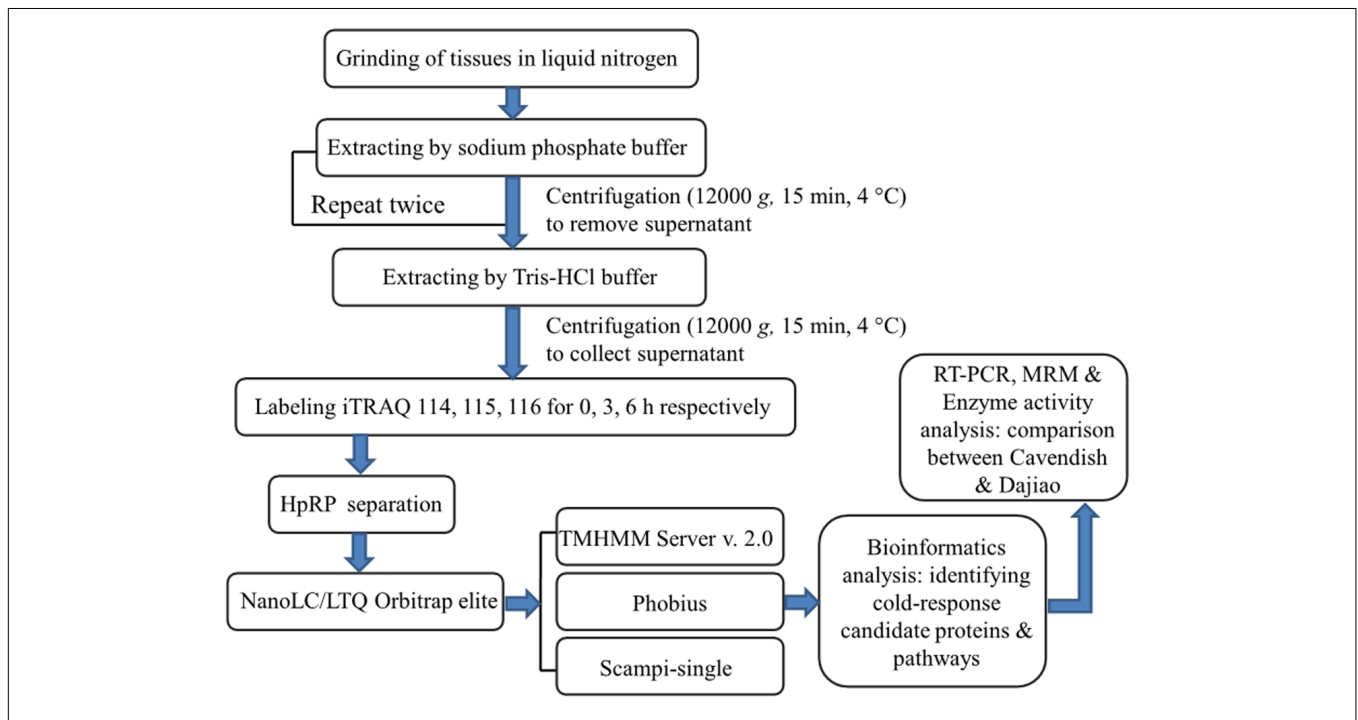 Grinding of tissues in liquid nitrogen
Extracting by sodium phosphate buffer
Repeat twice
Centrifugation (12000 g, 15 min, 4 °C)
to remove supernatant
Extracting by Tris-HCl buffer
Centrifugation (12000 g, 15 min, 4 °C)
to collect supernatant
Labeling iTRAQ 114, 115, 116 for 0, 3, 6 h respectively
HpRP separation
NanoLC/LTQ Orbitrap elite
TMHMM Server v. 2.0
Phobius
Scampi-single
Bioinformatics
analysis: identifying
cold-response
candidate proteins &
pathways
RT-PCR, MRM &
Enzyme activity
analysis: comparison
between Cavendish
& Dajiao